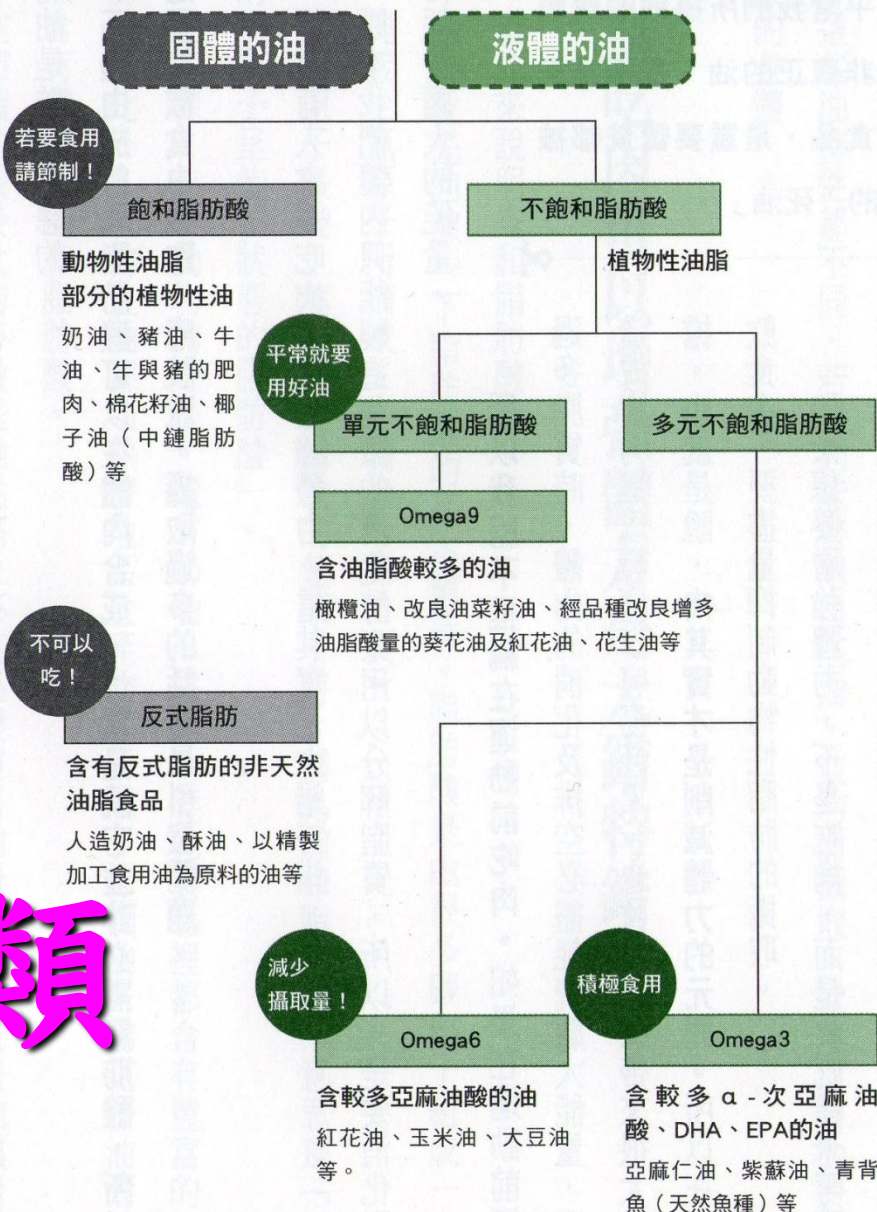 固體的油
液體的油
若要食用
請節制！
飽和脂肪酸
動物性油脂
部分的植物性油
奶油、豬油、牛
油、牛與豬的肥
肉、棉花籽油、椰
子油（中鏈脂肪
酸）等
不飽和脂肪酸
植物性油脂
平常就要
用好油
單元不飽和脂肪酸
Omega9
含油脂酸較多的油
橄欖油、改良油菜籽油、經品種改良增多
油脂酸量的葵花油及紅花油、花生油等
多元不飽和脂肪酸
不可以
吃！
反式脂肪
含有反式脂肪的非天然
油脂食品
人造奶油、酥油、以精製
加工食用油為原料的油等
類
減少
攝取量！
Omega6
含較多亞麻油酸的油
紅花油、玉米油、大豆油
等。
積極食用
Omega3
含較多α-次亞麻油
酸、DHA、EPA的油
亞麻仁油、紫蘇油、青背
魚（天然魚種）等